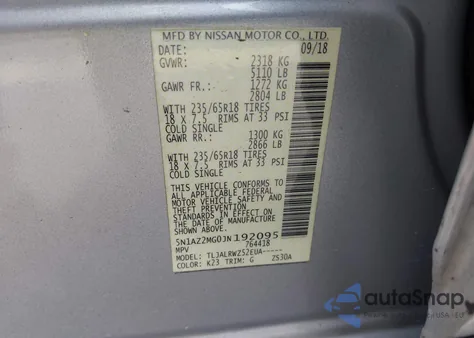 MFD BY NISSAN MOTOR CO., LTD.
DATE: 09/18
GVWR: 2318 KG
5110 LB
GAWR FR.: 1272 KG
2804 LB
WITH 235/65R18 TIRES
18 X 7.5 RIMS AT 33 PSI
COLD SINGLE
GAWR RR.: 1300 KG
2866 LB
WITH 235/65R18 TIRES
18 X 7.5 RIMS AT 33 PSI
COLD SINGLE
THIS VEHICLE CONFORMS TO
ALL APPLICABLE FEDERAL
MOTOR VEHICLE SAFETY
STANDARDS IN EFFECT ON
THE DATE OF MANUFACTURE
SHOWN ABOVE.
5N1AZ2MG0JN192095
MPV 764418
MODEL: TLJALRWZ52EUA-----
COLOR: K23 TRIM: G ZS30A
autoSnap
Powered by AuctionAuto